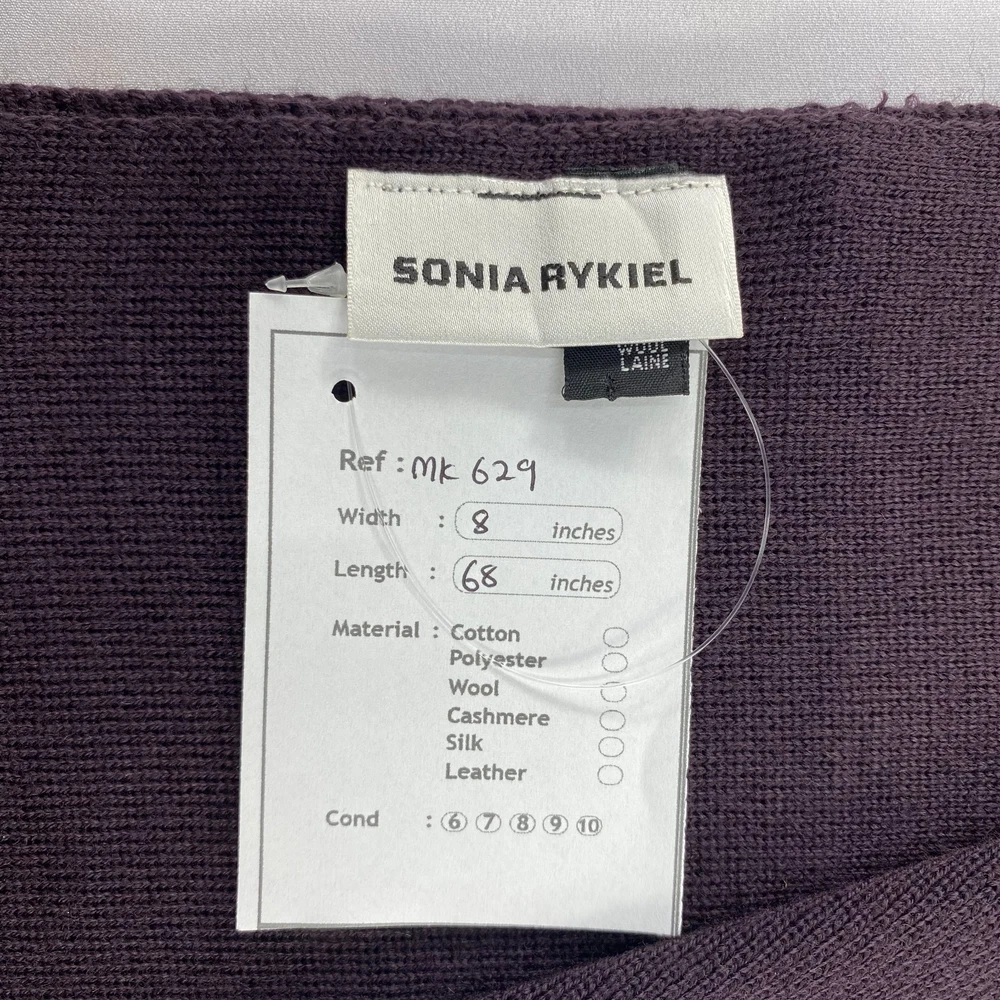 SONIA RYKIEL
WOOL
LAINE
Ref : MK 629
Width : 8 inches
Length : 68 inches
Material : Cotton
Polyester
Wool
Cashmere
Silk
Leather
Cond : 6 7 8 9 10